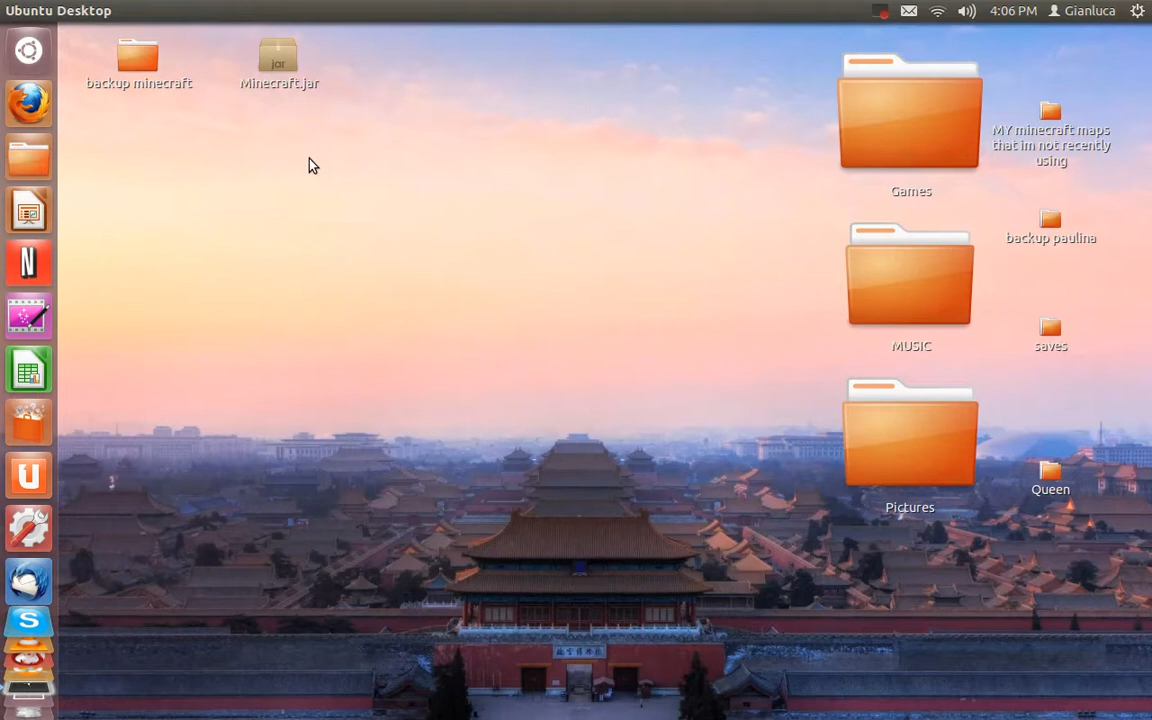 Ubuntu Desktop
4:06 PM
Gianluca
backup minecraft
jar
Minecraft.jar
Games
MY minecraft maps
that im not recently
using
backup paulina
MUSIC
saves
Pictures
Queen
N
U
S